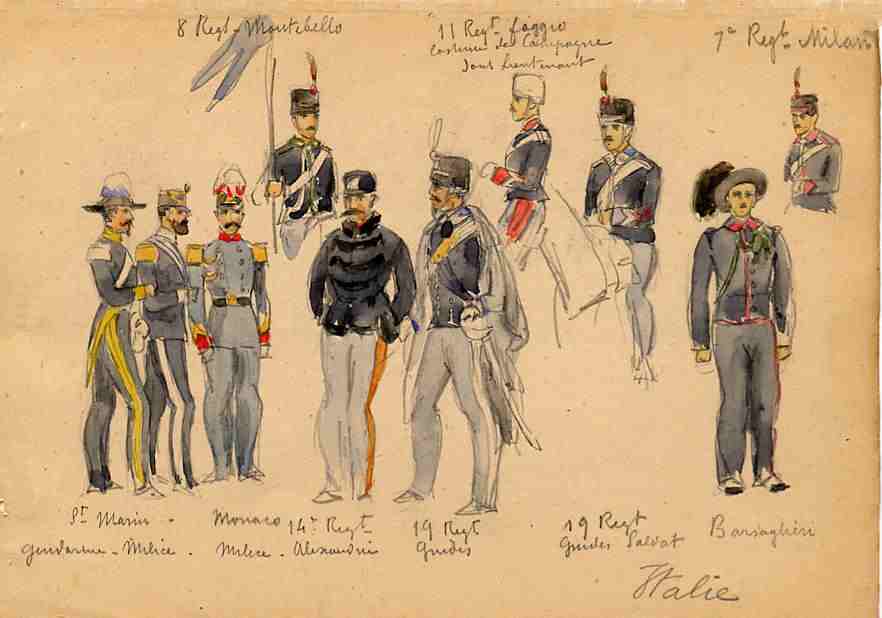 8 Regt. Montebello
11 Regt. foggio
Costume de Campagne
Sous Lieutenant
7e Regt. Milan
St Marin - Monaco 14e Regt
Gendarme - Milice - Milice - Alexandrie
19 Regt
Guides
19 Regt
Guides Soldat
Barsaglieri
Italie